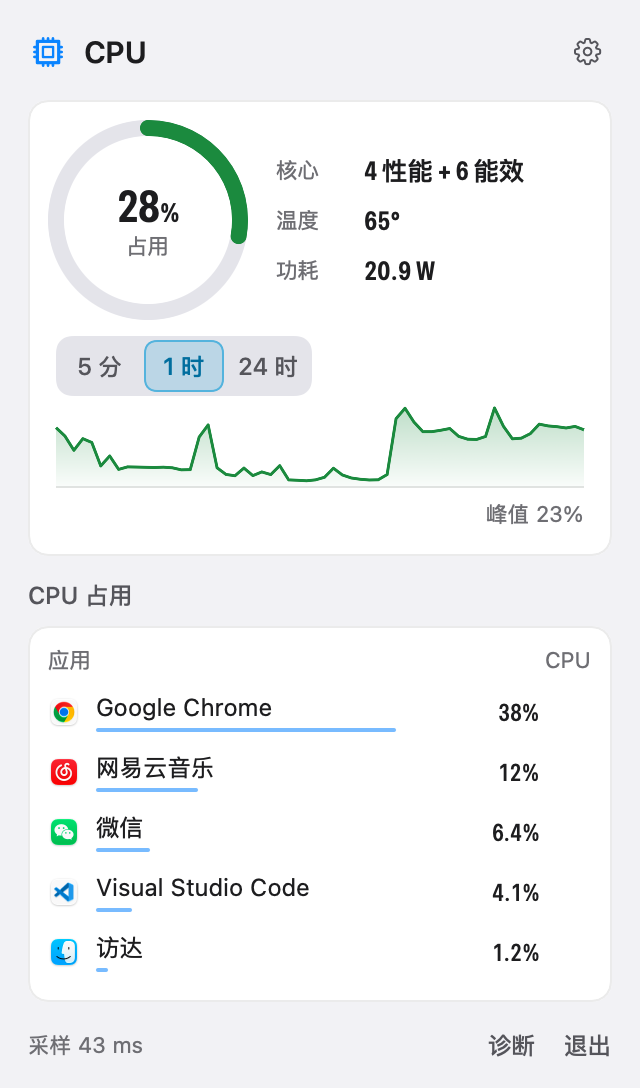 CPU
28%
占用
核心 4 性能 + 6 能效
温度 65°
功耗 20.9 W
5 分 1 时 24 时
峰值 23%
CPU 占用
应用 CPU
Google Chrome 38%
网易云音乐 12%
微信 6.4%
Visual Studio Code 4.1%
访达 1.2%
采样 43 ms 诊断 退出